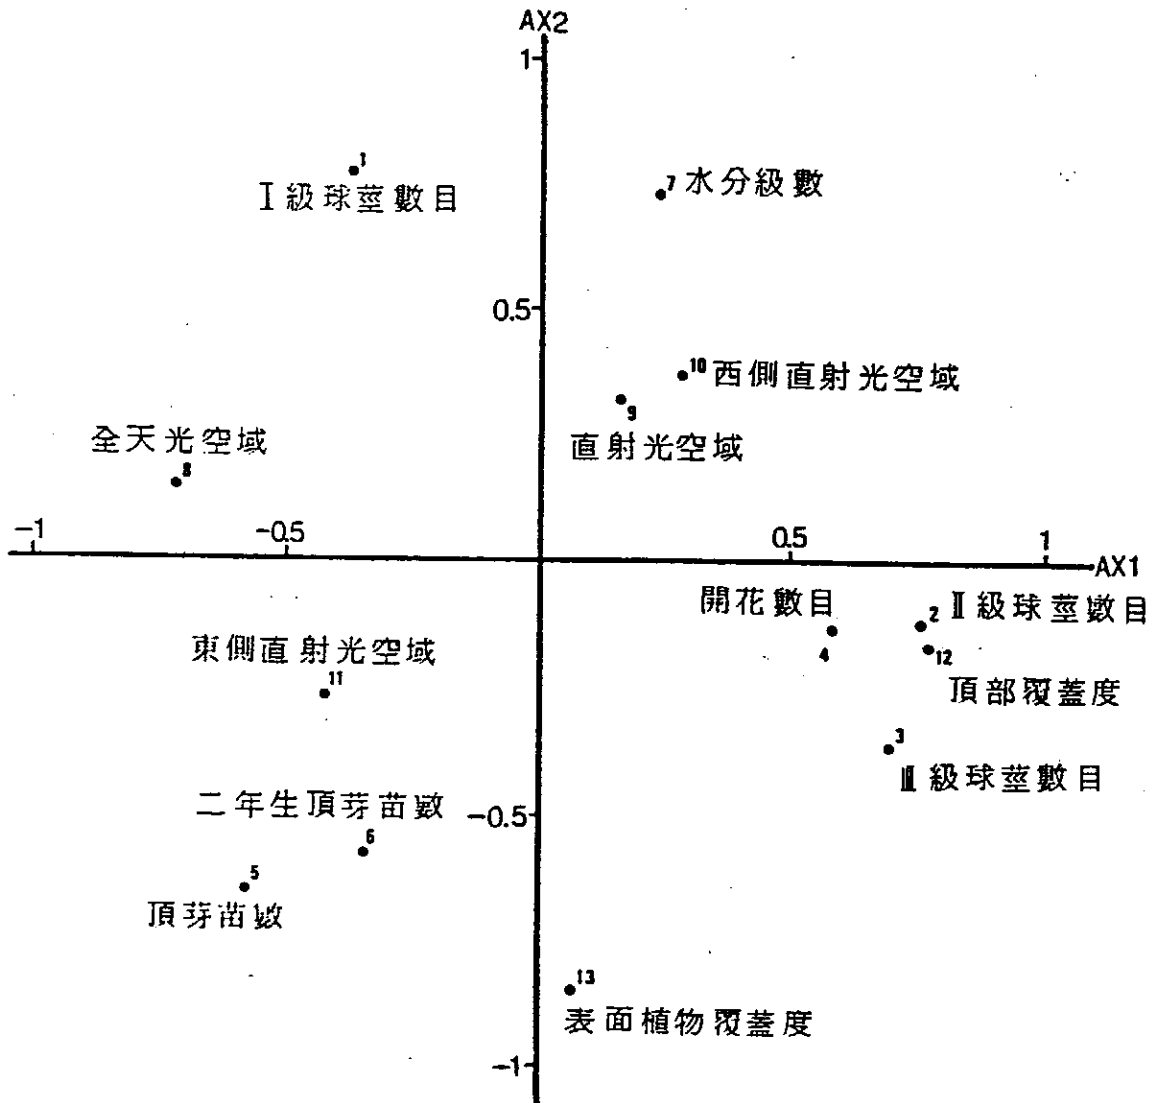 AX2
1
1
Ⅰ級球莖數目
7 水分級數
0.5
10 西側直射光空域
9
直射光空域
全天光空域
8
-1
-0.5
0.5
1
AX1
開花數目
4
2 Ⅱ級球莖數目
12
頂部覆蓋度
東側直射光空域
11
3
Ⅲ級球莖數目
二年生頂芽苗數
6
-0.5
5
頂芽苗數
13
表面植物覆蓋度
-1